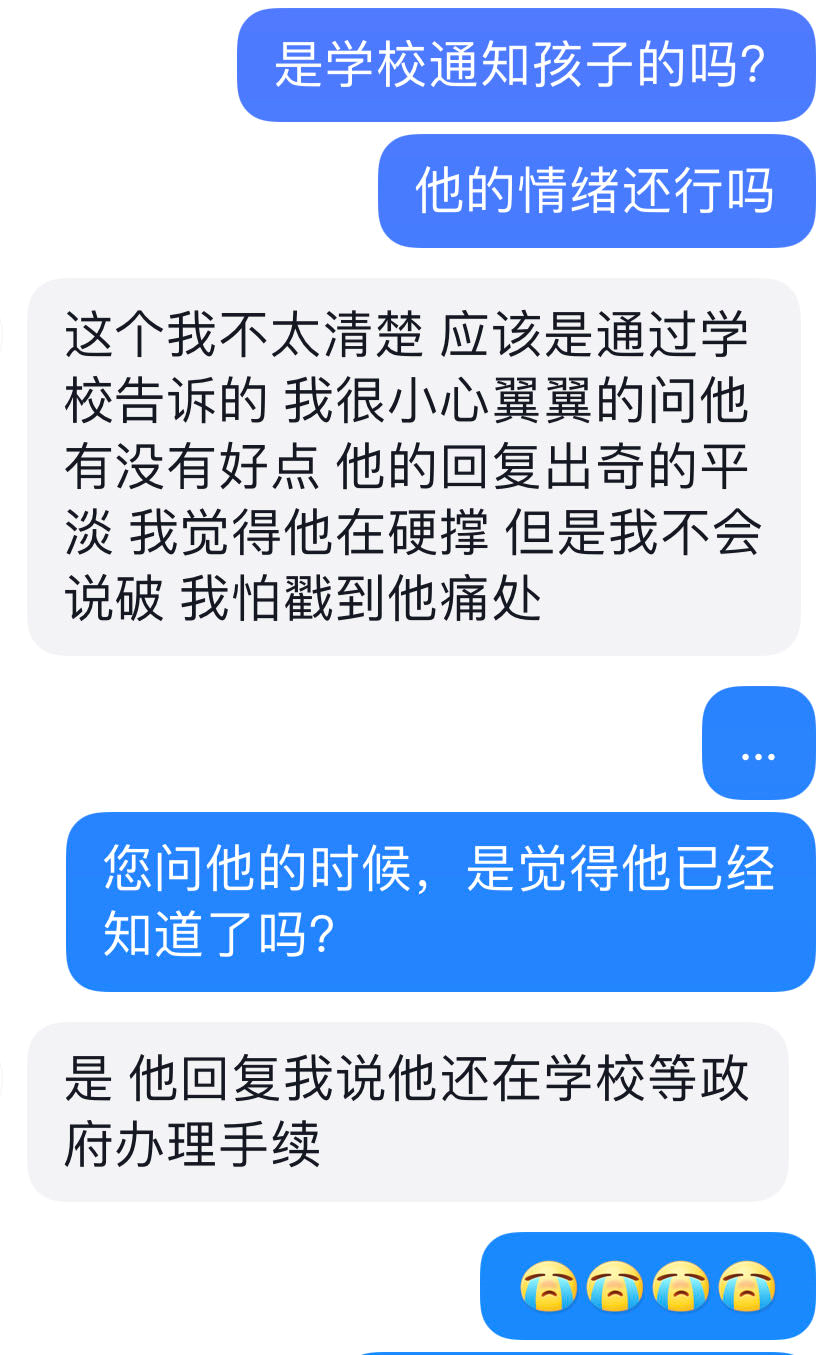 是学校通知孩子的吗?
他的情绪还行吗
这个我不太清楚 应该是通过学
校告诉的 我很小心翼翼的问他
有没有好点 他的回复出奇的平
淡 我觉得他在硬撑 但是我不会
说破 我怕戳到他痛处
...
您问他的时候，是觉得他已经
知道了吗?
是 他回复我说他还在学校等政
府办理手续
😭😭😭😭